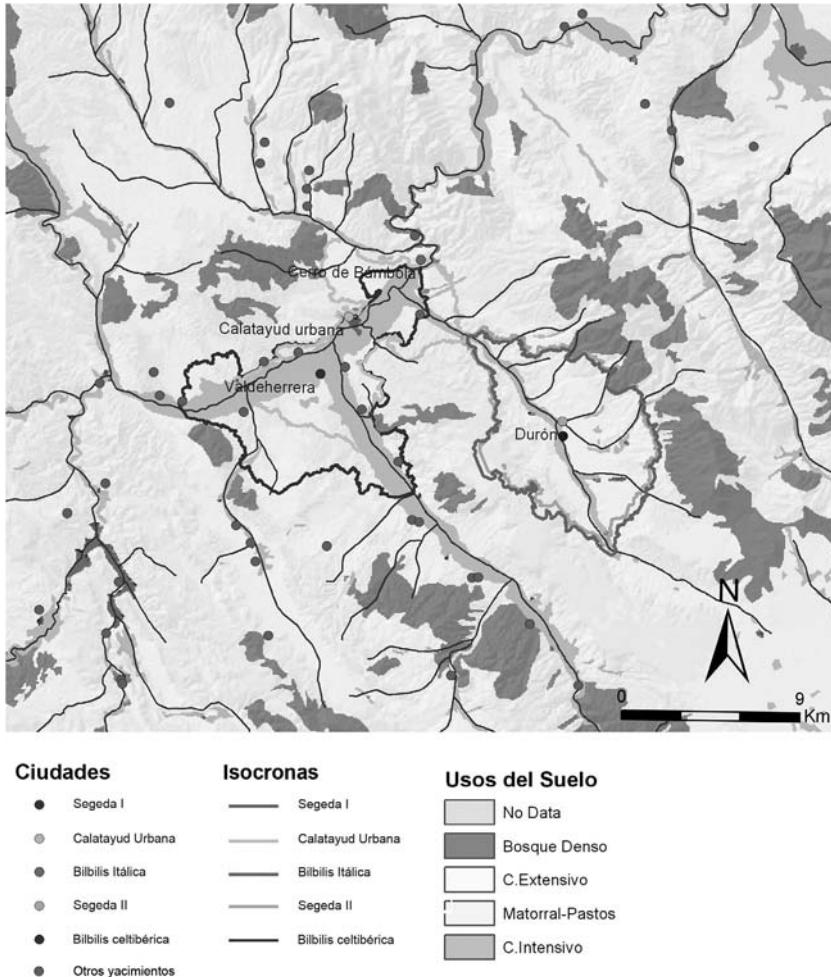 Cerro de Bámbola
Calatayud urbana
Valdeherrera
Durón
N
0 9
Km
Ciudades
Segeda I
Calatayud Urbana
Bilbilis Itálica
Segeda II
Bilbilis celtibérica
Otros yacimientos
Isocronas
Segeda I
Calatayud Urbana
Bilbilis Itálica
Segeda II
Bilbilis celtibérica
Usos del Suelo
No Data
Bosque Denso
C.Extensivo
Matorral-Pastos
C.Intensivo